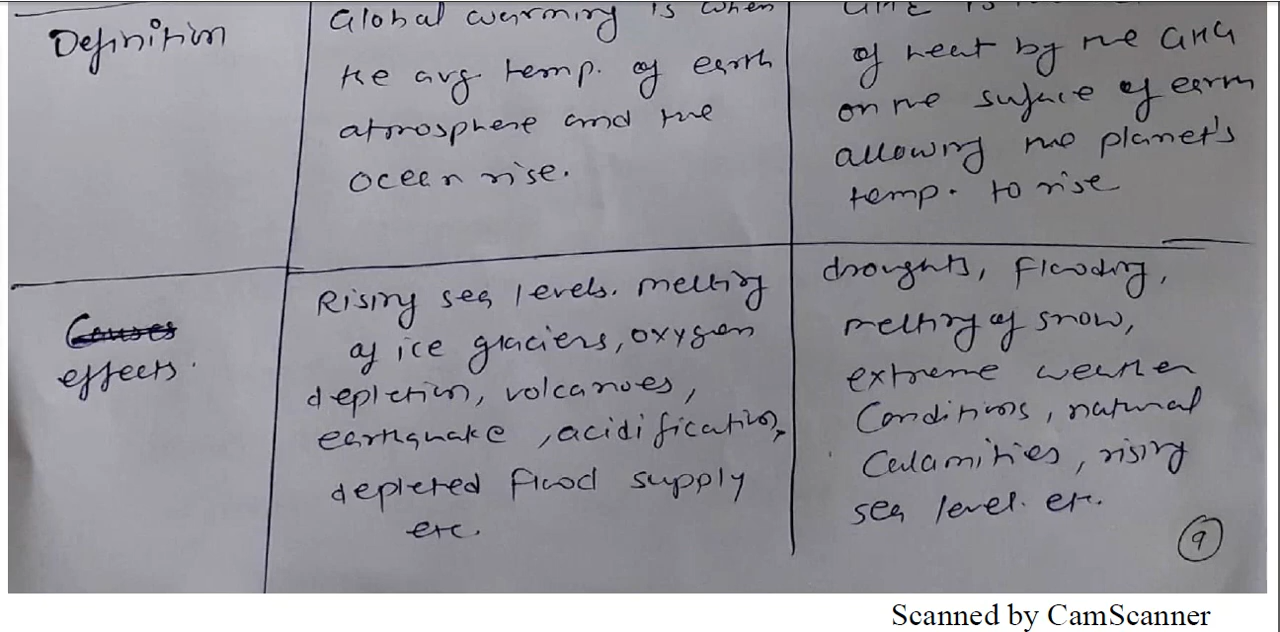 Definition
Global warming is when
the avg. temp. of earth
atmosphere and the
ocean rise.
of heat by the GHG
on the surface of earth
allowing the planet's
temp. to rise
Causes
effects.
Rising sea levels. melting
of ice glaciers, oxygen
depletion, volcanoes,
earthquake, acidification,
depleted flood supply
etc.
droughts, Flooding,
melting of snow,
extreme weather
Conditions, natural
Calamities, rising
sea level. etc.
9
Scanned by CamScanner